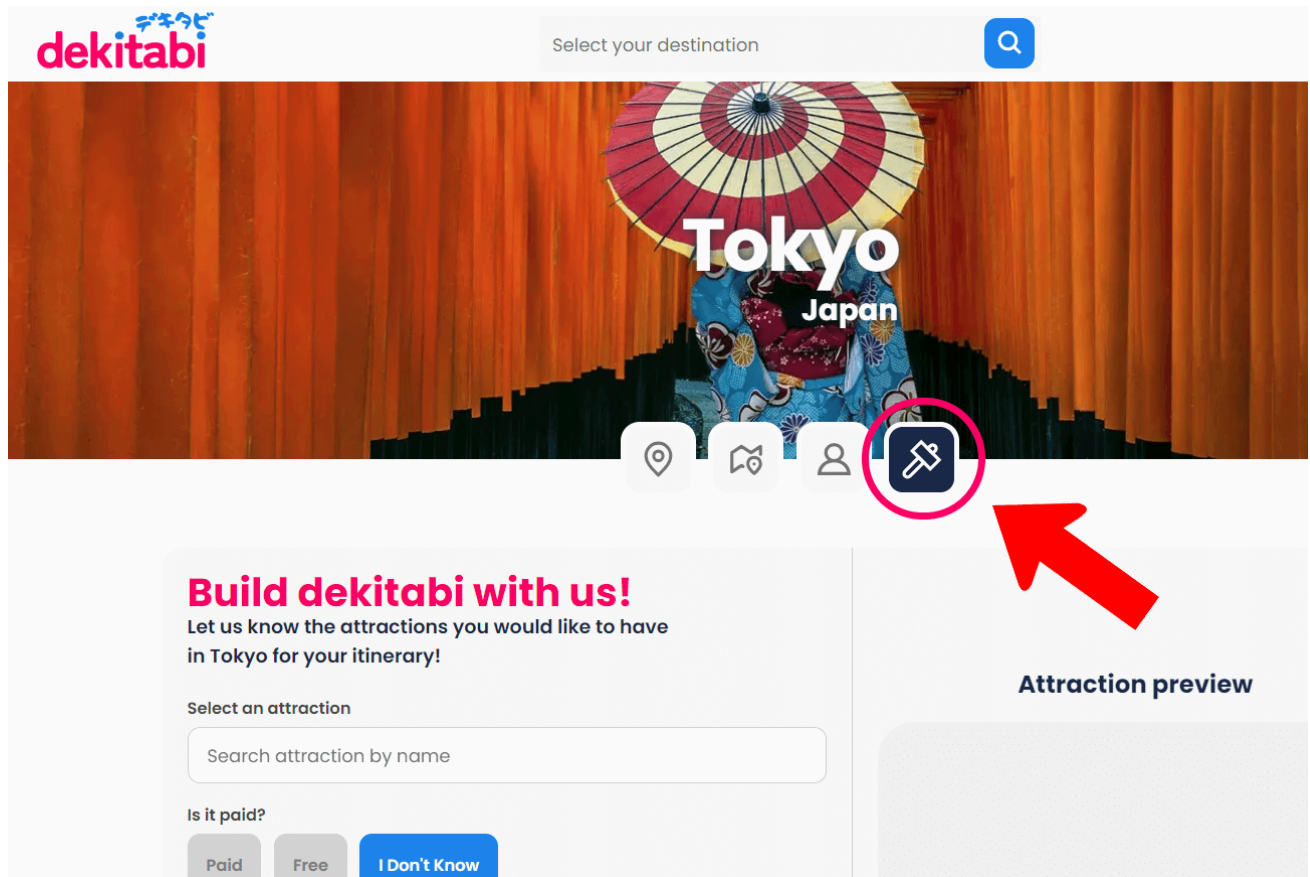 デキタビ
dekitabi
Select your destination
Tokyo
Japan
Build dekitabi with us!
Let us know the attractions you would like to have
in Tokyo for your itinerary!
Select an attraction
Search attraction by name
Is it paid?
Paid Free I Don't Know
Attraction preview